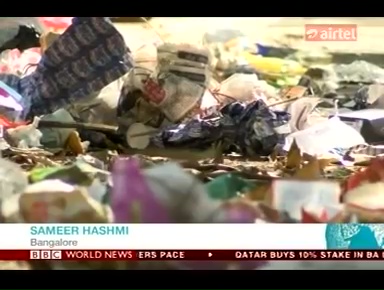 airtel
SAMEER HASHMI
Bangalore
BBC WORLD NEWS ERS PACE QATAR BUYS 10% STAKE IN BA